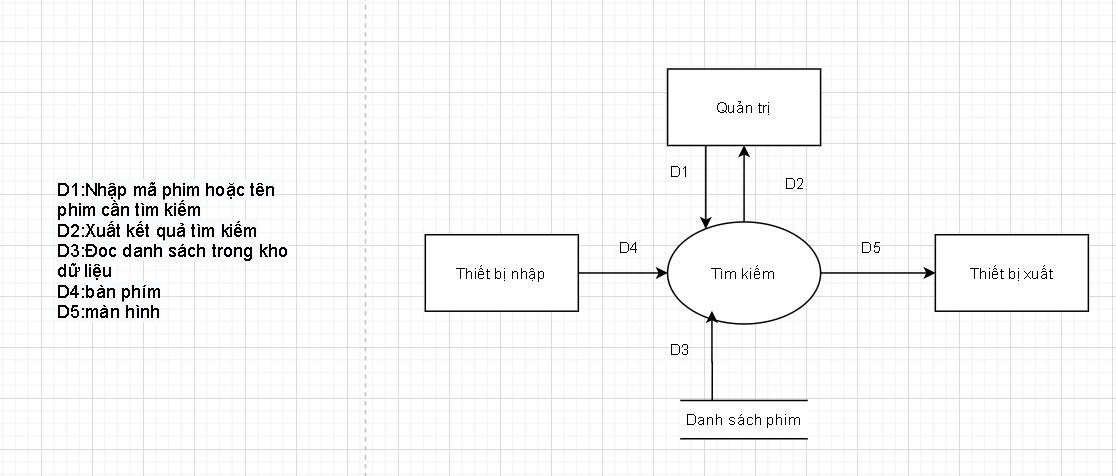 Quản trị
D1
D2
D1:Nhập mã phim hoặc tên
phim cần tìm kiếm
D2:Xuất kết quả tìm kiếm
D3:Đoc danh sách trong kho
dữ liệu
D4:bàn phím
D5:màn hình
Thiết bị nhập
D4
Tìm kiếm
D5
Thiết bị xuất
D3
Danh sách phim